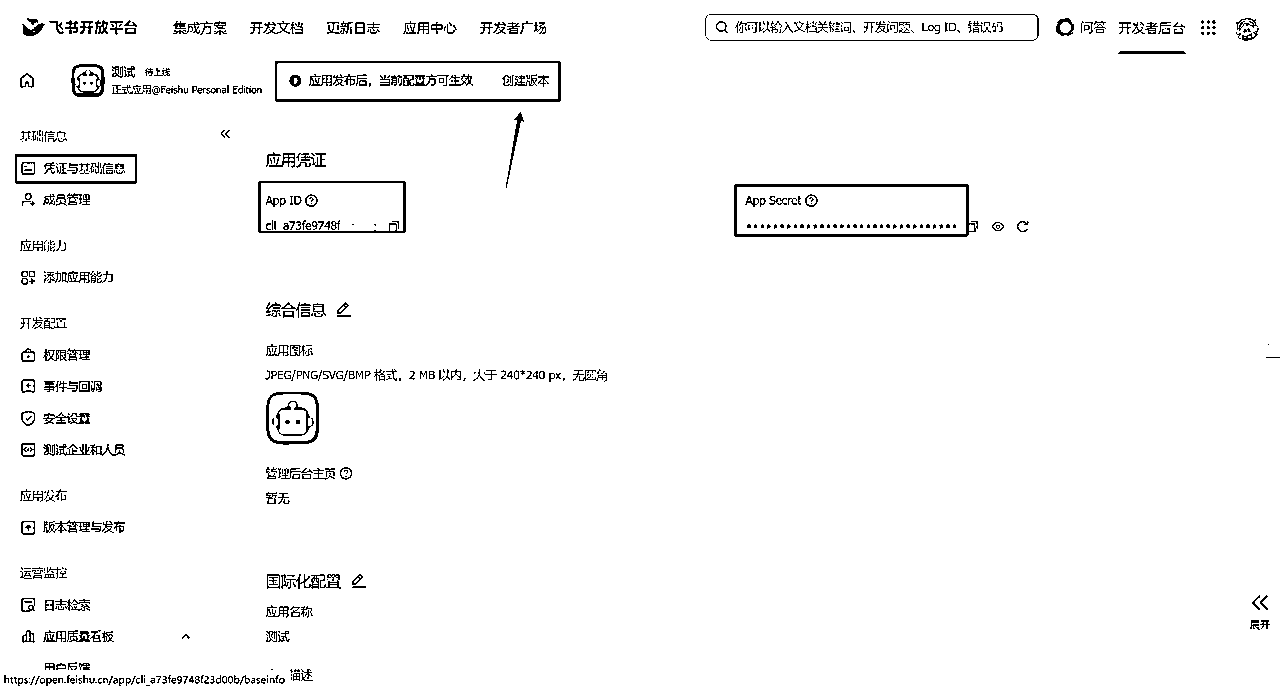 飞书开放平台 集成方案 开发文档 更新日志 应用中心 开发者广场 你可以输入文档关键词、开发问题、Log ID、错误码 问答 开发者后台
测试 待上线
正式应用@Feishu Personal Edition
应用发布后，当前配置方可生效 创建版本
基础信息
凭证与基础信息
成员管理
应用能力
添加应用能力
开发配置
权限管理
事件与回调
安全设置
测试企业和人员
应用发布
版本管理与发布
运营监控
日志检索
应用质量看板
用户反馈
应用凭证
App ID
cli_a73fe9748f
App Secret
••••••••••••••••••••••••••••••••
综合信息
应用图标
JPEG/PNG/SVG/BMP 格式，2 MB 以内，大于 240*240 px，无圆角
管理后台主页
暂无
国际化配置
应用名称
测试
描述
展开
https://open.feishu.cn/app/cli_a73fe9748f23d00b/baseinfo